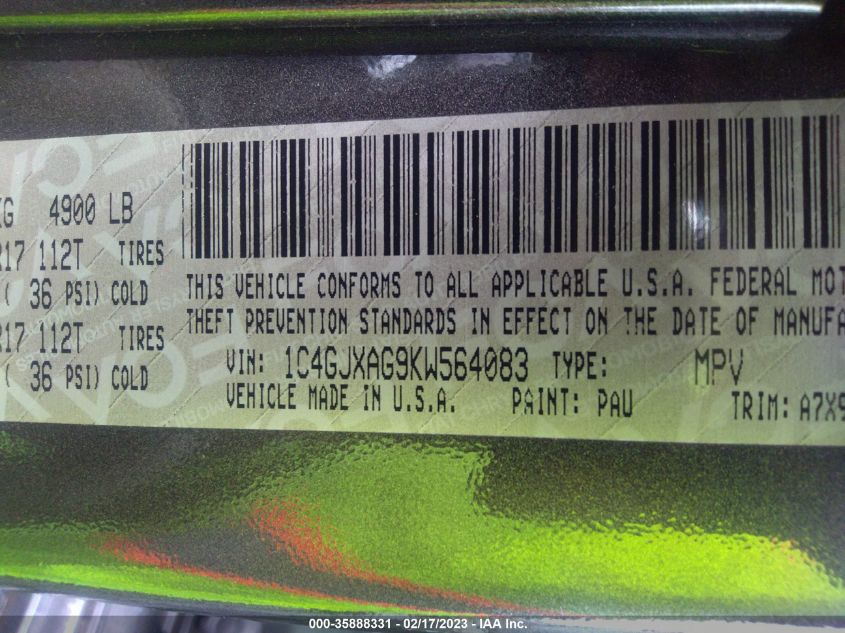 KG 4900 LB
R17 112T TIRES
( 36 PSI) COLD
R17 112T TIRES
( 36 PSI) COLD
THIS VEHICLE CONFORMS TO ALL APPLICABLE U.S.A. FEDERAL MOT
THEFT PREVENTION STANDARDS IN EFFECT ON THE DATE OF MANUFA
VIN: 1C4GJXAG9KW564083 TYPE: MPV
VEHICLE MADE IN U.S.A. PAINT: PAU TRIM: A7X9
000-35888331 - 02/17/2023 - IAA Inc.